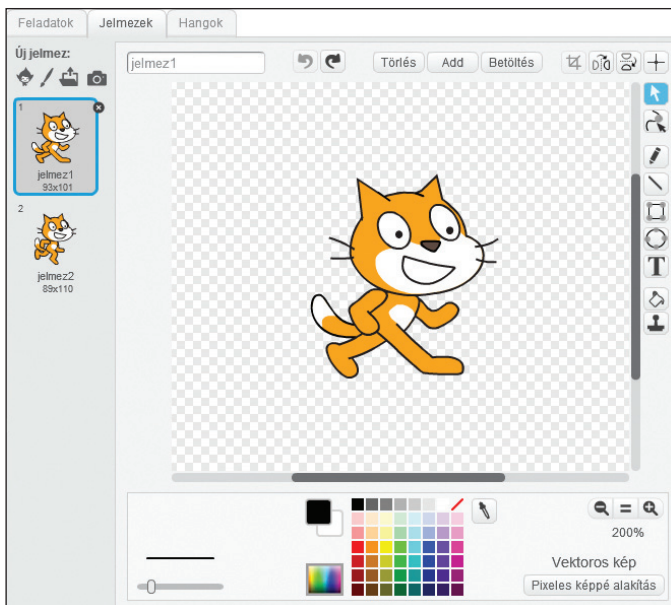 Feladatok Jelmezek Hangok
Új jelmez:
jelmez1 Törlés Add Betöltés
1
jelmez1
93x101
2
jelmez2
89x110
T
200%
Vektoros kép
Pixeles képpé alakítás